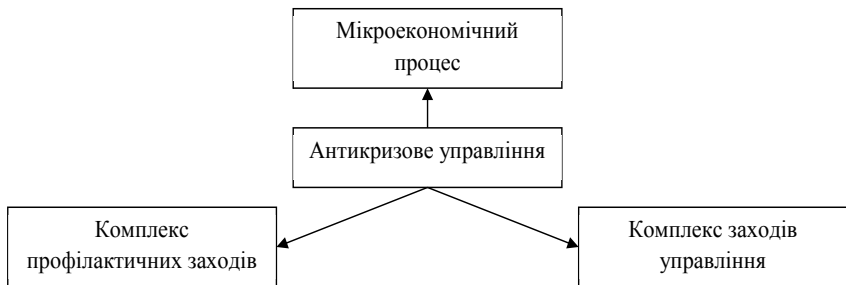 Мікроекономічний
процес
Антикризове управління
Комплекс
профілактичних заходів
Комплекс заходів
управління